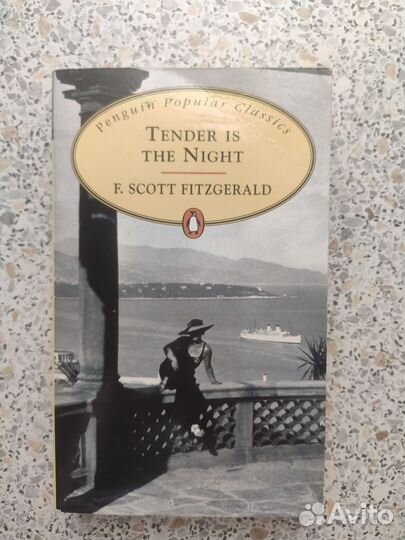 Penguin Popular Classics
TENDER IS
THE NIGHT
F. SCOTT FITZGERALD
Avito